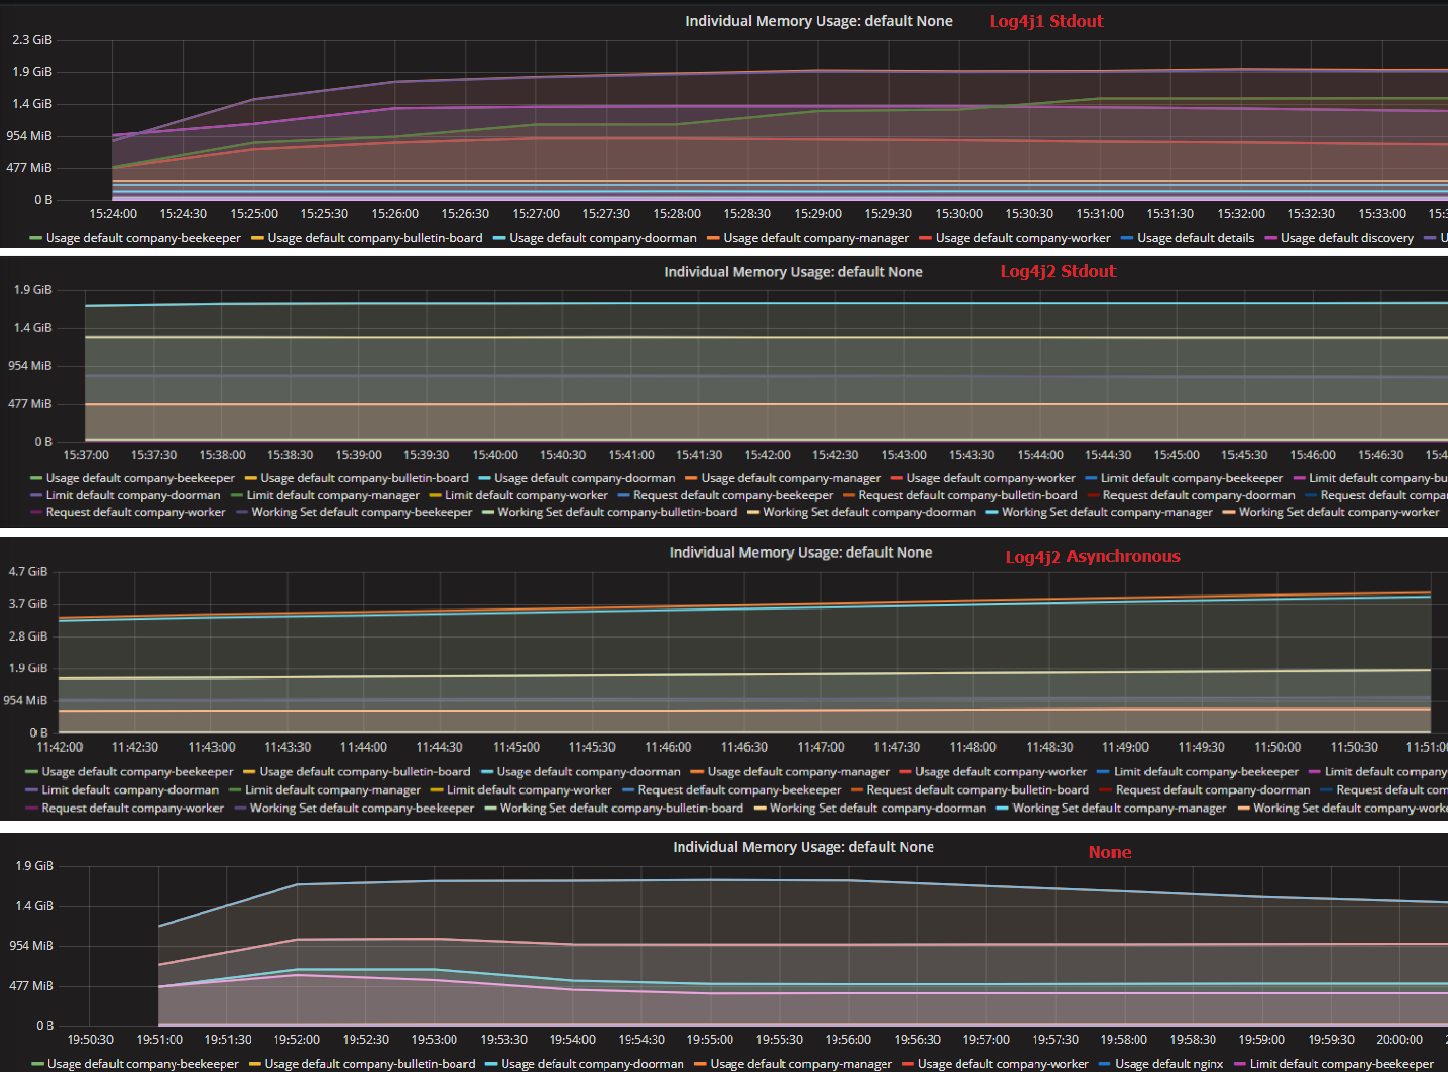 Individual Memory Usage: default None Log4j1 Stdout
2.3 GiB
1.9 GiB
1.4 GiB
954 MiB
477 MiB
0 B
15:24:00 15:24:30 15:25:00 15:25:30 15:26:00 15:26:30 15:27:00 15:27:30 15:28:00 15:28:30 15:29:00 15:29:30 15:30:00 15:30:30 15:31:00 15:31:30 15:32:00 15:32:30 15:33:00 15:3
Usage default company-beekeeper Usage default company-bulletin-board Usage default company-doorman Usage default company-manager Usage default company-worker Usage default details Usage default discovery U
Individual Memory Usage: default None Log4j2 Stdout
1.9 GiB
1.4 GiB
954 MiB
477 MiB
0 B
15:37:00 15:37:30 15:38:00 15:38:30 15:39:00 15:39:30 15:40:00 15:40:30 15:41:00 15:41:30 15:42:00 15:42:30 15:43:00 15:43:30 15:44:00 15:44:30 15:45:00 15:45:30 15:46:00 15:46:30 15:4
Usage default company-beekeeper Usage default company-bulletin-board Usage default company-doorman Usage default company-manager Usage default company-worker Limit default company-beekeeper Limit default company-bu
Limit default company-doorman Limit default company-manager Limit default company-worker Request default company-beekeeper Request default company-bulletin-board Request default company-doorman Request default compa
Request default company-worker Working Set default company-beekeeper Working Set default company-bulletin-board Working Set default company-doorman Working Set default company-manager Working Set default company-worker
Individual Memory Usage: default None Log4j2 Asynchronous
4.7 GiB
3.7 GiB
2.8 GiB
1.9 GiB
954 MiB
0 B
11:42:00 11:42:30 11:43:00 11:43:30 11:44:00 11:44:30 11:45:00 11:45:30 11:46:00 11:46:30 11:47:00 11:47:30 11:48:00 11:48:30 11:49:00 11:49:30 11:50:00 11:50:30 11:51:0
Usage default company-beekeeper Usage default company-bulletin-board Usage default company-doorman Usage default company-manager Usage default company-worker Limit default company-beekeeper Limit default company
Limit default company-doorman Limit default company-manager Limit default company-worker Request default company-beekeeper Request default company-bulletin-board Request default company-doorman Request default com
Request default company-worker Working Set default company-beekeeper Working Set default company-bulletin-board Working Set default company-doorman Working Set default company-manager Working Set default company-worke
Individual Memory Usage: default None None
1.9 GiB
1.4 GiB
954 MiB
477 MiB
0 B
19:50:30 19:51:00 19:51:30 19:52:00 19:52:30 19:53:00 19:53:30 19:54:00 19:54:30 19:55:00 19:55:30 19:56:00 19:56:30 19:57:00 19:57:30 19:58:00 19:58:30 19:59:00 19:59:30 20:00:00 2
Usage default company-beekeeper Usage default company-bulletin-board Usage default company-doorman Usage default company-manager Usage default company-worker Usage default nginx Limit default company-beekeeper